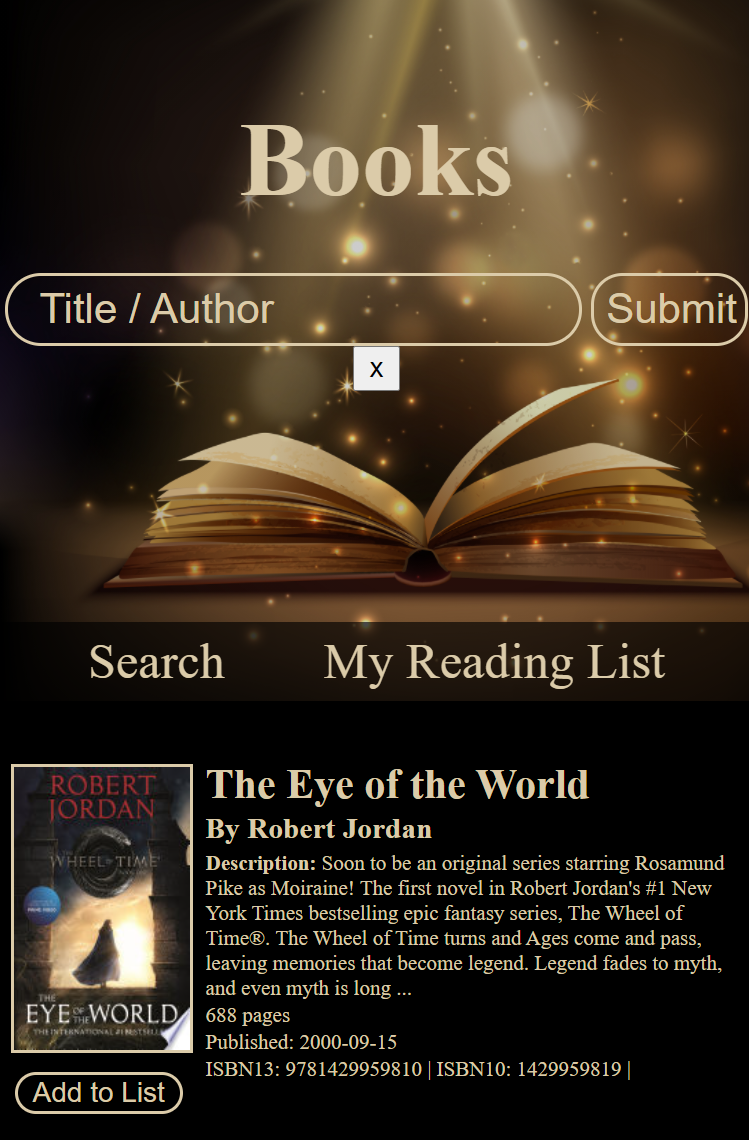 Books
Title / Author
Submit
x
Search
My Reading List
ROBERT
JORDAN
WHEEL OF TIME
THE
EYE OF THE WORLD
THE INTERNATIONAL #1 BESTSELLER
Add to List
The Eye of the World
By Robert Jordan
Description: Soon to be an original series starring Rosamund
Pike as Moiraine! The first novel in Robert Jordan's #1 New
York Times bestselling epic fantasy series, The Wheel of
Time®. The Wheel of Time turns and Ages come and pass,
leaving memories that become legend. Legend fades to myth,
and even myth is long ...
688 pages
Published: 2000-09-15
ISBN13: 9781429959810 | ISBN10: 1429959819 |